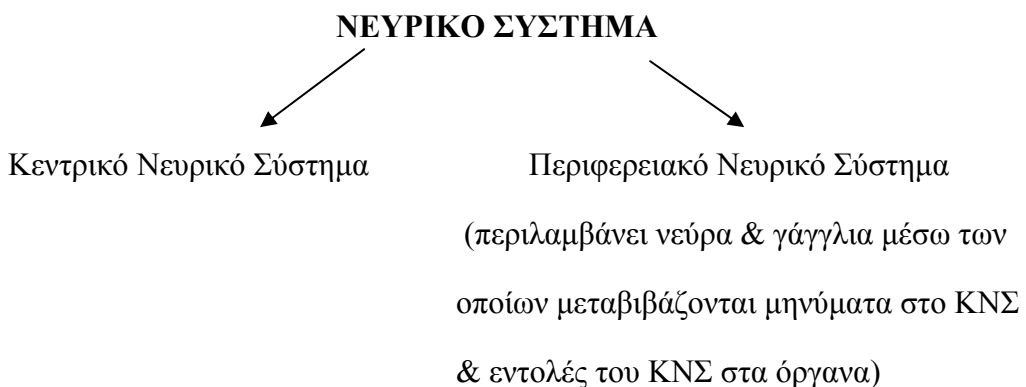 ΝΕΥΡΙΚΟ ΣΥΣΤΗΜΑ
Κεντρικό Νευρικό Σύστημα
Περιφερειακό Νευρικό Σύστημα
(περιλαμβάνει νεύρα & γάγγλια μέσω των
οποίων μεταβιβάζονται μηνύματα στο ΚΝΣ
& εντολές του ΚΝΣ στα όργανα)